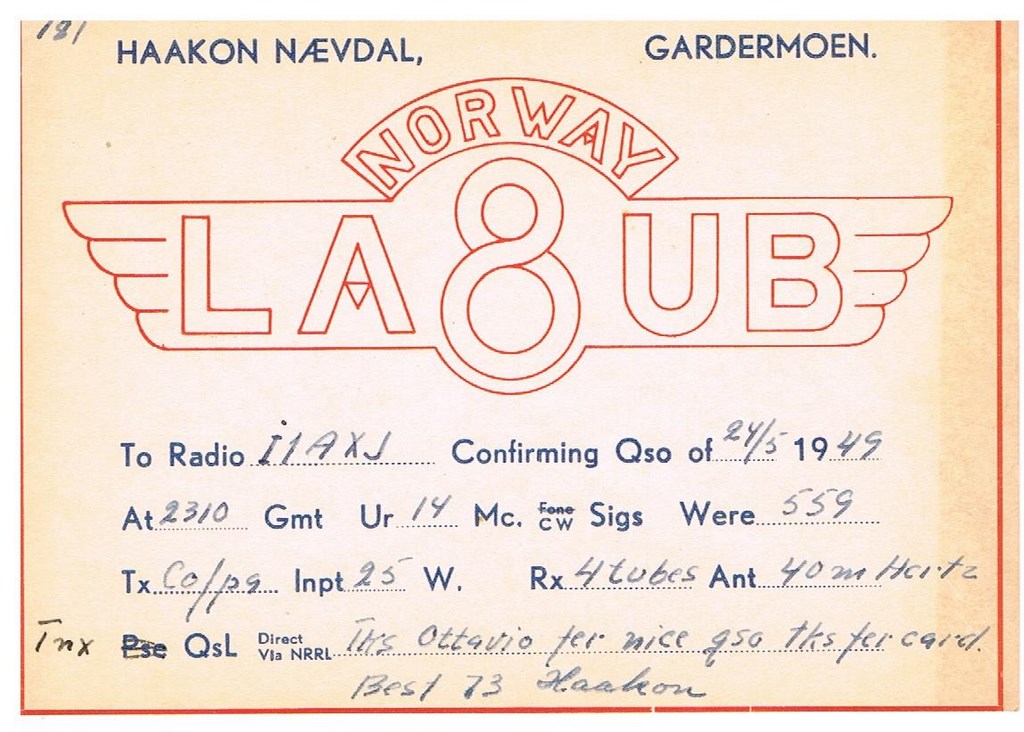 181
HAAKON NÆVDAL, GARDERMOEN.
NORWAY
LA8UB
To Radio I1AXJ Confirming Qso of 24/5 1949
At 2310 Gmt Ur 14 Mc. Fone CW Sigs Were 559
Tx Co/pa Inpt 25 W. Rx 4 tubes Ant 40 m Hertz
Tnx Pse QsL Direct Via NRRL Tks Ottavio fer nice qso tks fer card.
Best 73 Haakon